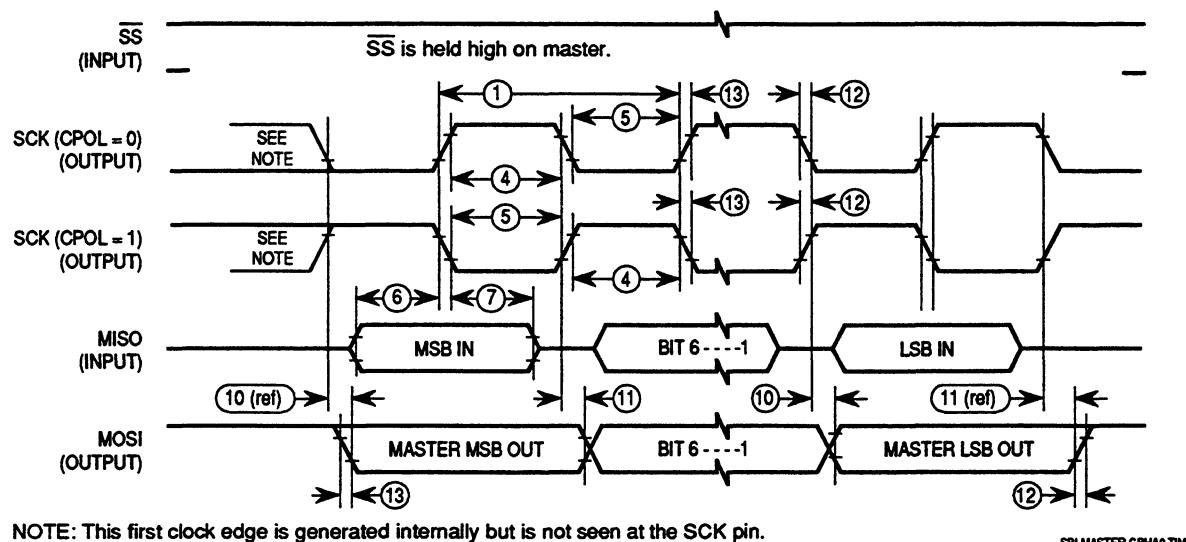 SS
(INPUT)
SS is held high on master.
1
13
12
5
SCK (CPOL = 0)
(OUTPUT)
SEE
NOTE
4
13
12
5
SCK (CPOL = 1)
(OUTPUT)
SEE
NOTE
4
6
7
MISO
(INPUT)
MSB IN
BIT 6 - - - - -1
LSB IN
10 (ref)
11
10
11 (ref)
MOSI
(OUTPUT)
MASTER MSB OUT
BIT 6 - - - - -1
MASTER LSB OUT
13
12
NOTE: This first clock edge is generated internally but is not seen at the SCK pin.